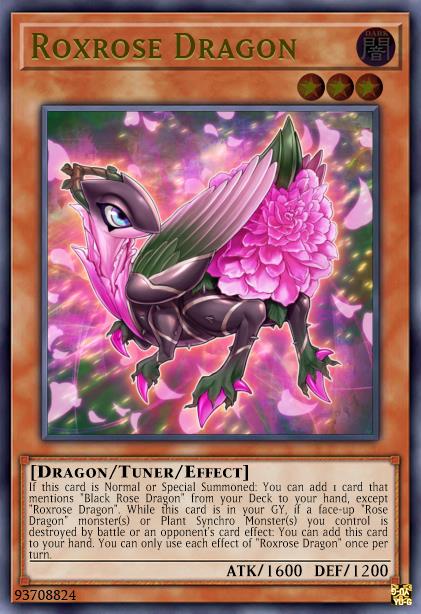 Roxrose Dragon
DARK
闇
[Dragon/Tuner/Effect]
If this card is Normal or Special Summoned: You can add 1 card that
mentions "Black Rose Dragon" from your Deck to your hand, except
"Roxrose Dragon". While this card is in your GY, if a face-up "Rose
Dragon" monster(s) or Plant Synchro Monster(s) you control is
destroyed by battle or an opponent's card effect: You can add this card
to your hand. You can only use each effect of "Roxrose Dragon" once per
turn.
ATK/1600 DEF/1200
93708824